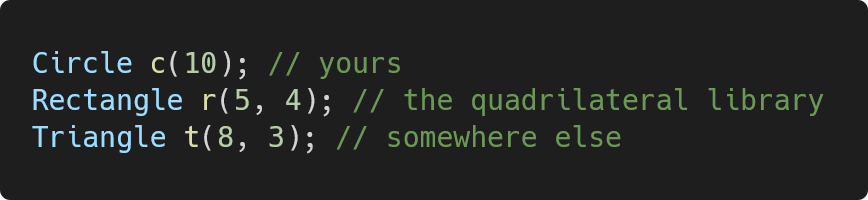 Circle c(10); // yours
Rectangle r(5, 4); // the quadrilateral library
Triangle t(8, 3); // somewhere else